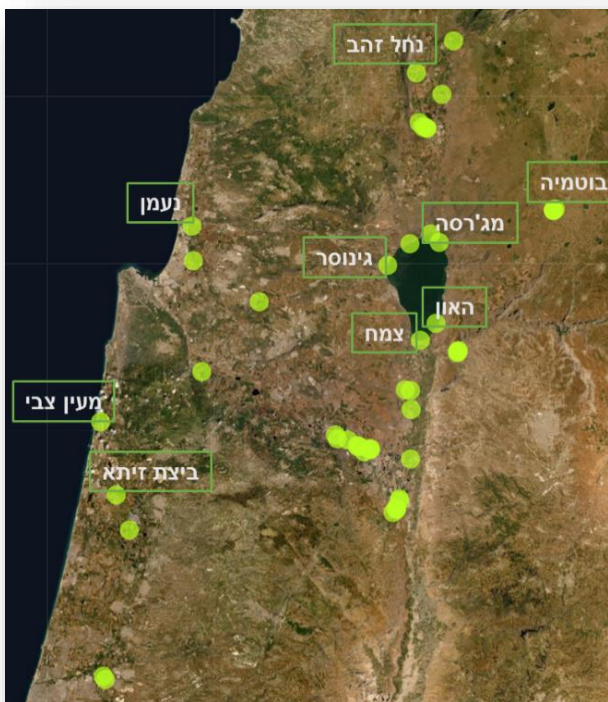 נחל זהב
בוטמיה
נעמן
מג'רסה
גינוסר
האון
צמח
מעין צבי
ביצת זיתא